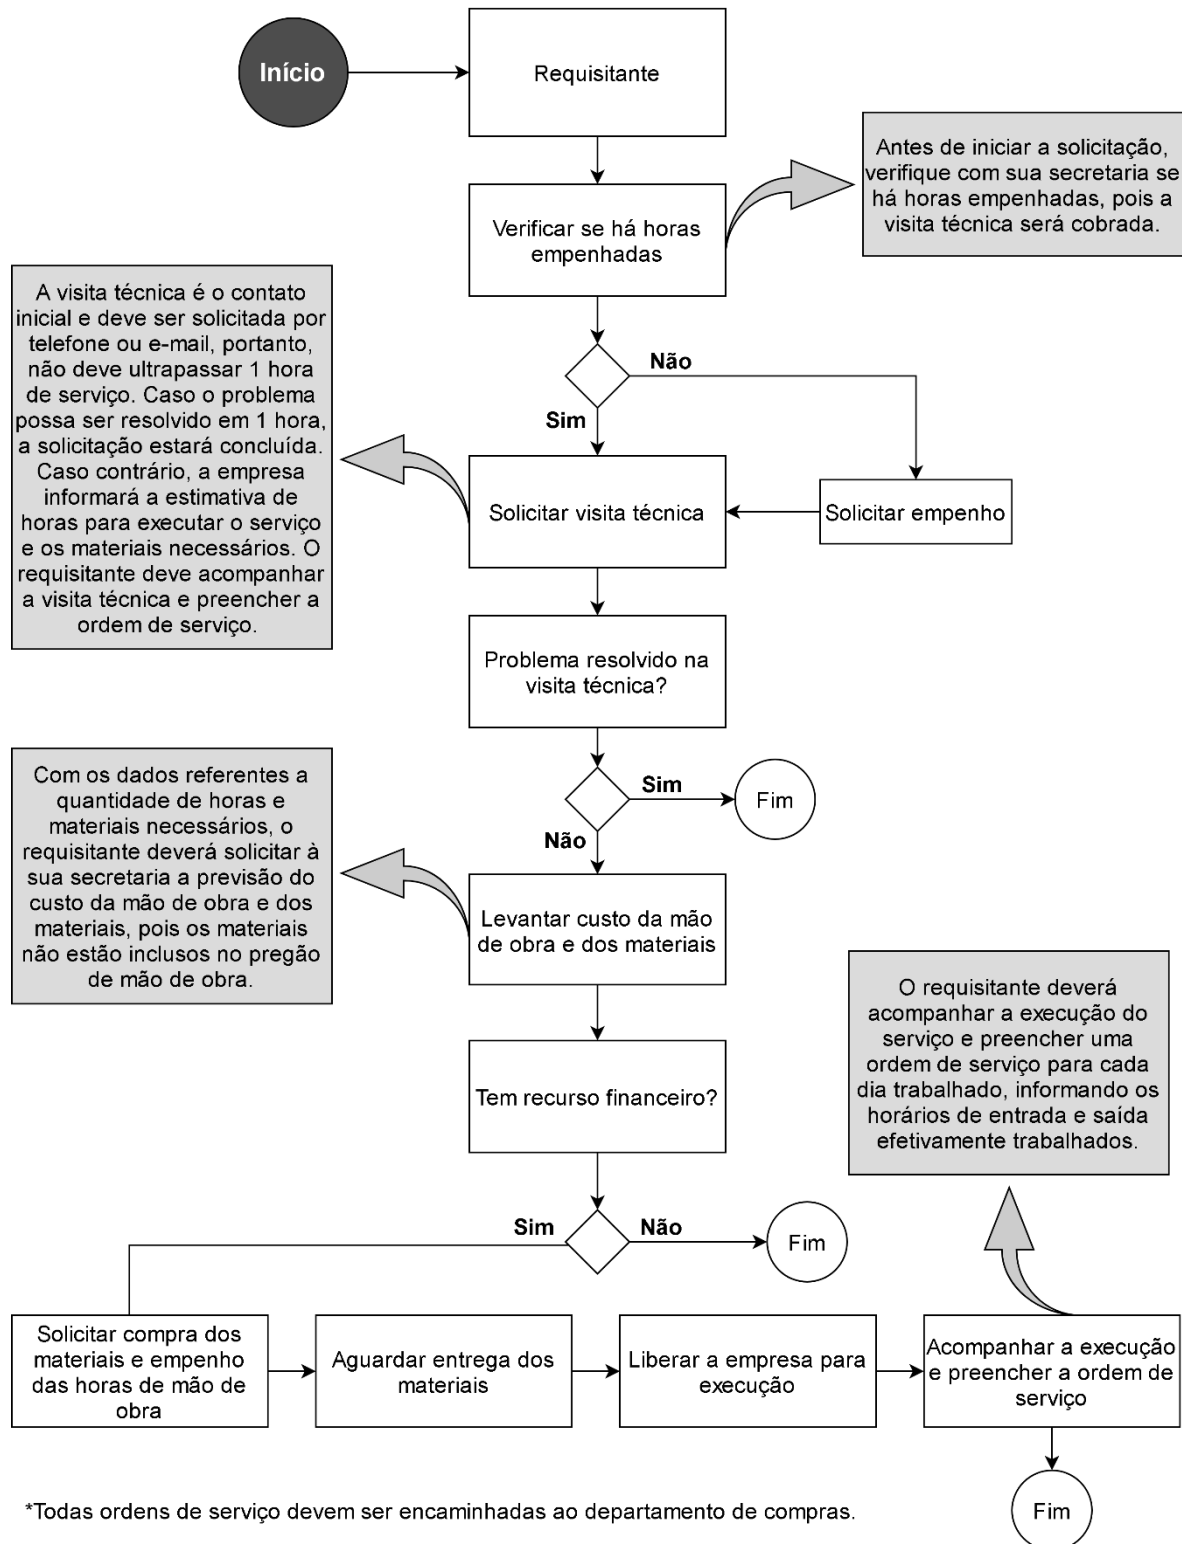 Início
Requisitante
Antes de iniciar a solicitação,
verifique com sua secretaria se
há horas empenhadas, pois a
visita técnica será cobrada.
Verificar se há horas
empenhadas
A visita técnica é o contato
inicial e deve ser solicitada por
telefone ou e-mail, portanto,
não deve ultrapassar 1 hora
de serviço. Caso o problema
possa ser resolvido em 1 hora,
a solicitação estará concluída.
Caso contrário, a empresa
informará a estimativa de
horas para executar o serviço
e os materiais necessários. O
requisitante deve acompanhar
a visita técnica e preencher a
ordem de serviço.
Não
Sim
Solicitar visita técnica
Solicitar empenho
Problema resolvido na
visita técnica?
Sim
Fim
Não
Com os dados referentes a
quantidade de horas e
materiais necessários, o
requisitante deverá solicitar à
sua secretaria a previsão do
custo da mão de obra e dos
materiais, pois os materiais
não estão inclusos no pregão
de mão de obra.
Levantar custo da mão
de obra e dos materiais
O requisitante deverá
acompanhar a execução do
serviço e preencher uma
ordem de serviço para cada
dia trabalhado, informando os
horários de entrada e saída
efetivamente trabalhados.
Tem recurso financeiro?
Sim
Não
Fim
Solicitar compra dos
materiais e empenho
das horas de mão de
obra
Aguardar entrega dos
materiais
Liberar a empresa para
execução
Acompanhar a execução
e preencher a ordem de
serviço
*Todas ordens de serviço devem ser encaminhadas ao departamento de compras.
Fim